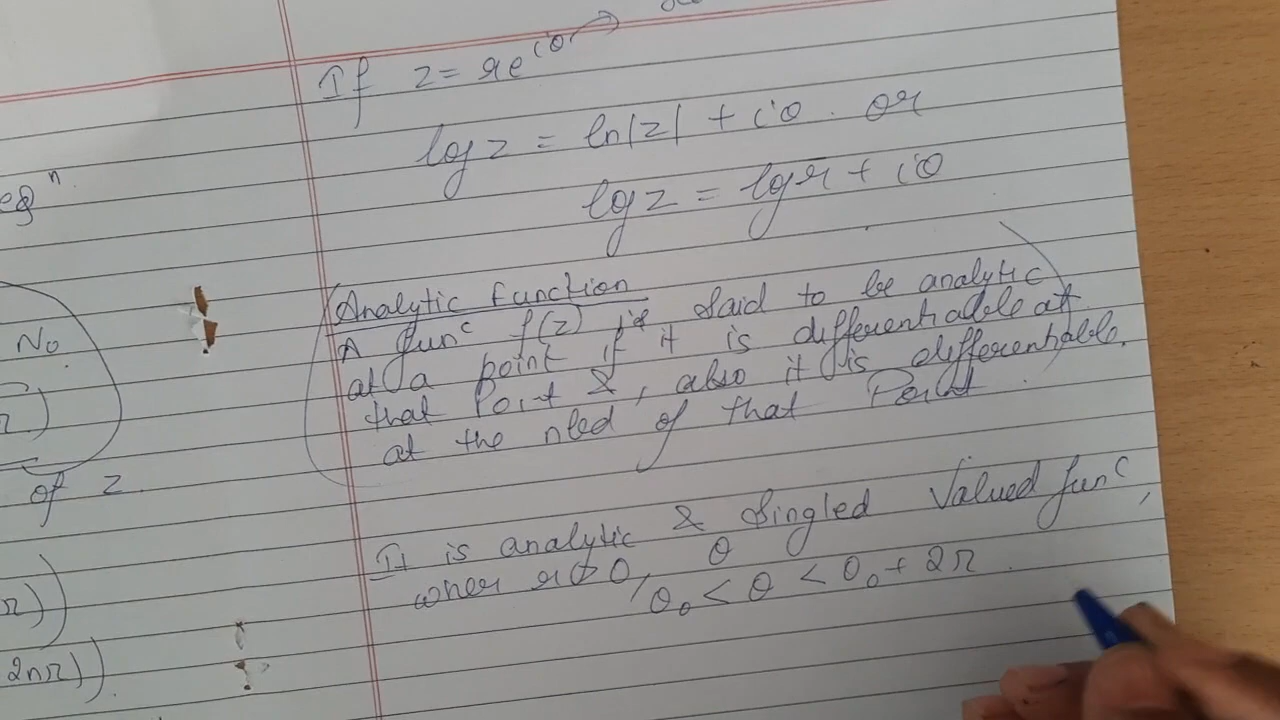 If z = re^iθ
log z = ln|z| + iθ . or
log z = log r + iθ
Analytic function
A func f(z) is said to be analytic
at a point if it is differentiable at
that Point &, also it is differentiable.
at the nbd of that Point
It is analytic & Singled Valued func,
when r > 0, θ
θ₀ < θ < θ₀ + 2π
eqn.
No.
π)
of z.
π))
2nπ)).